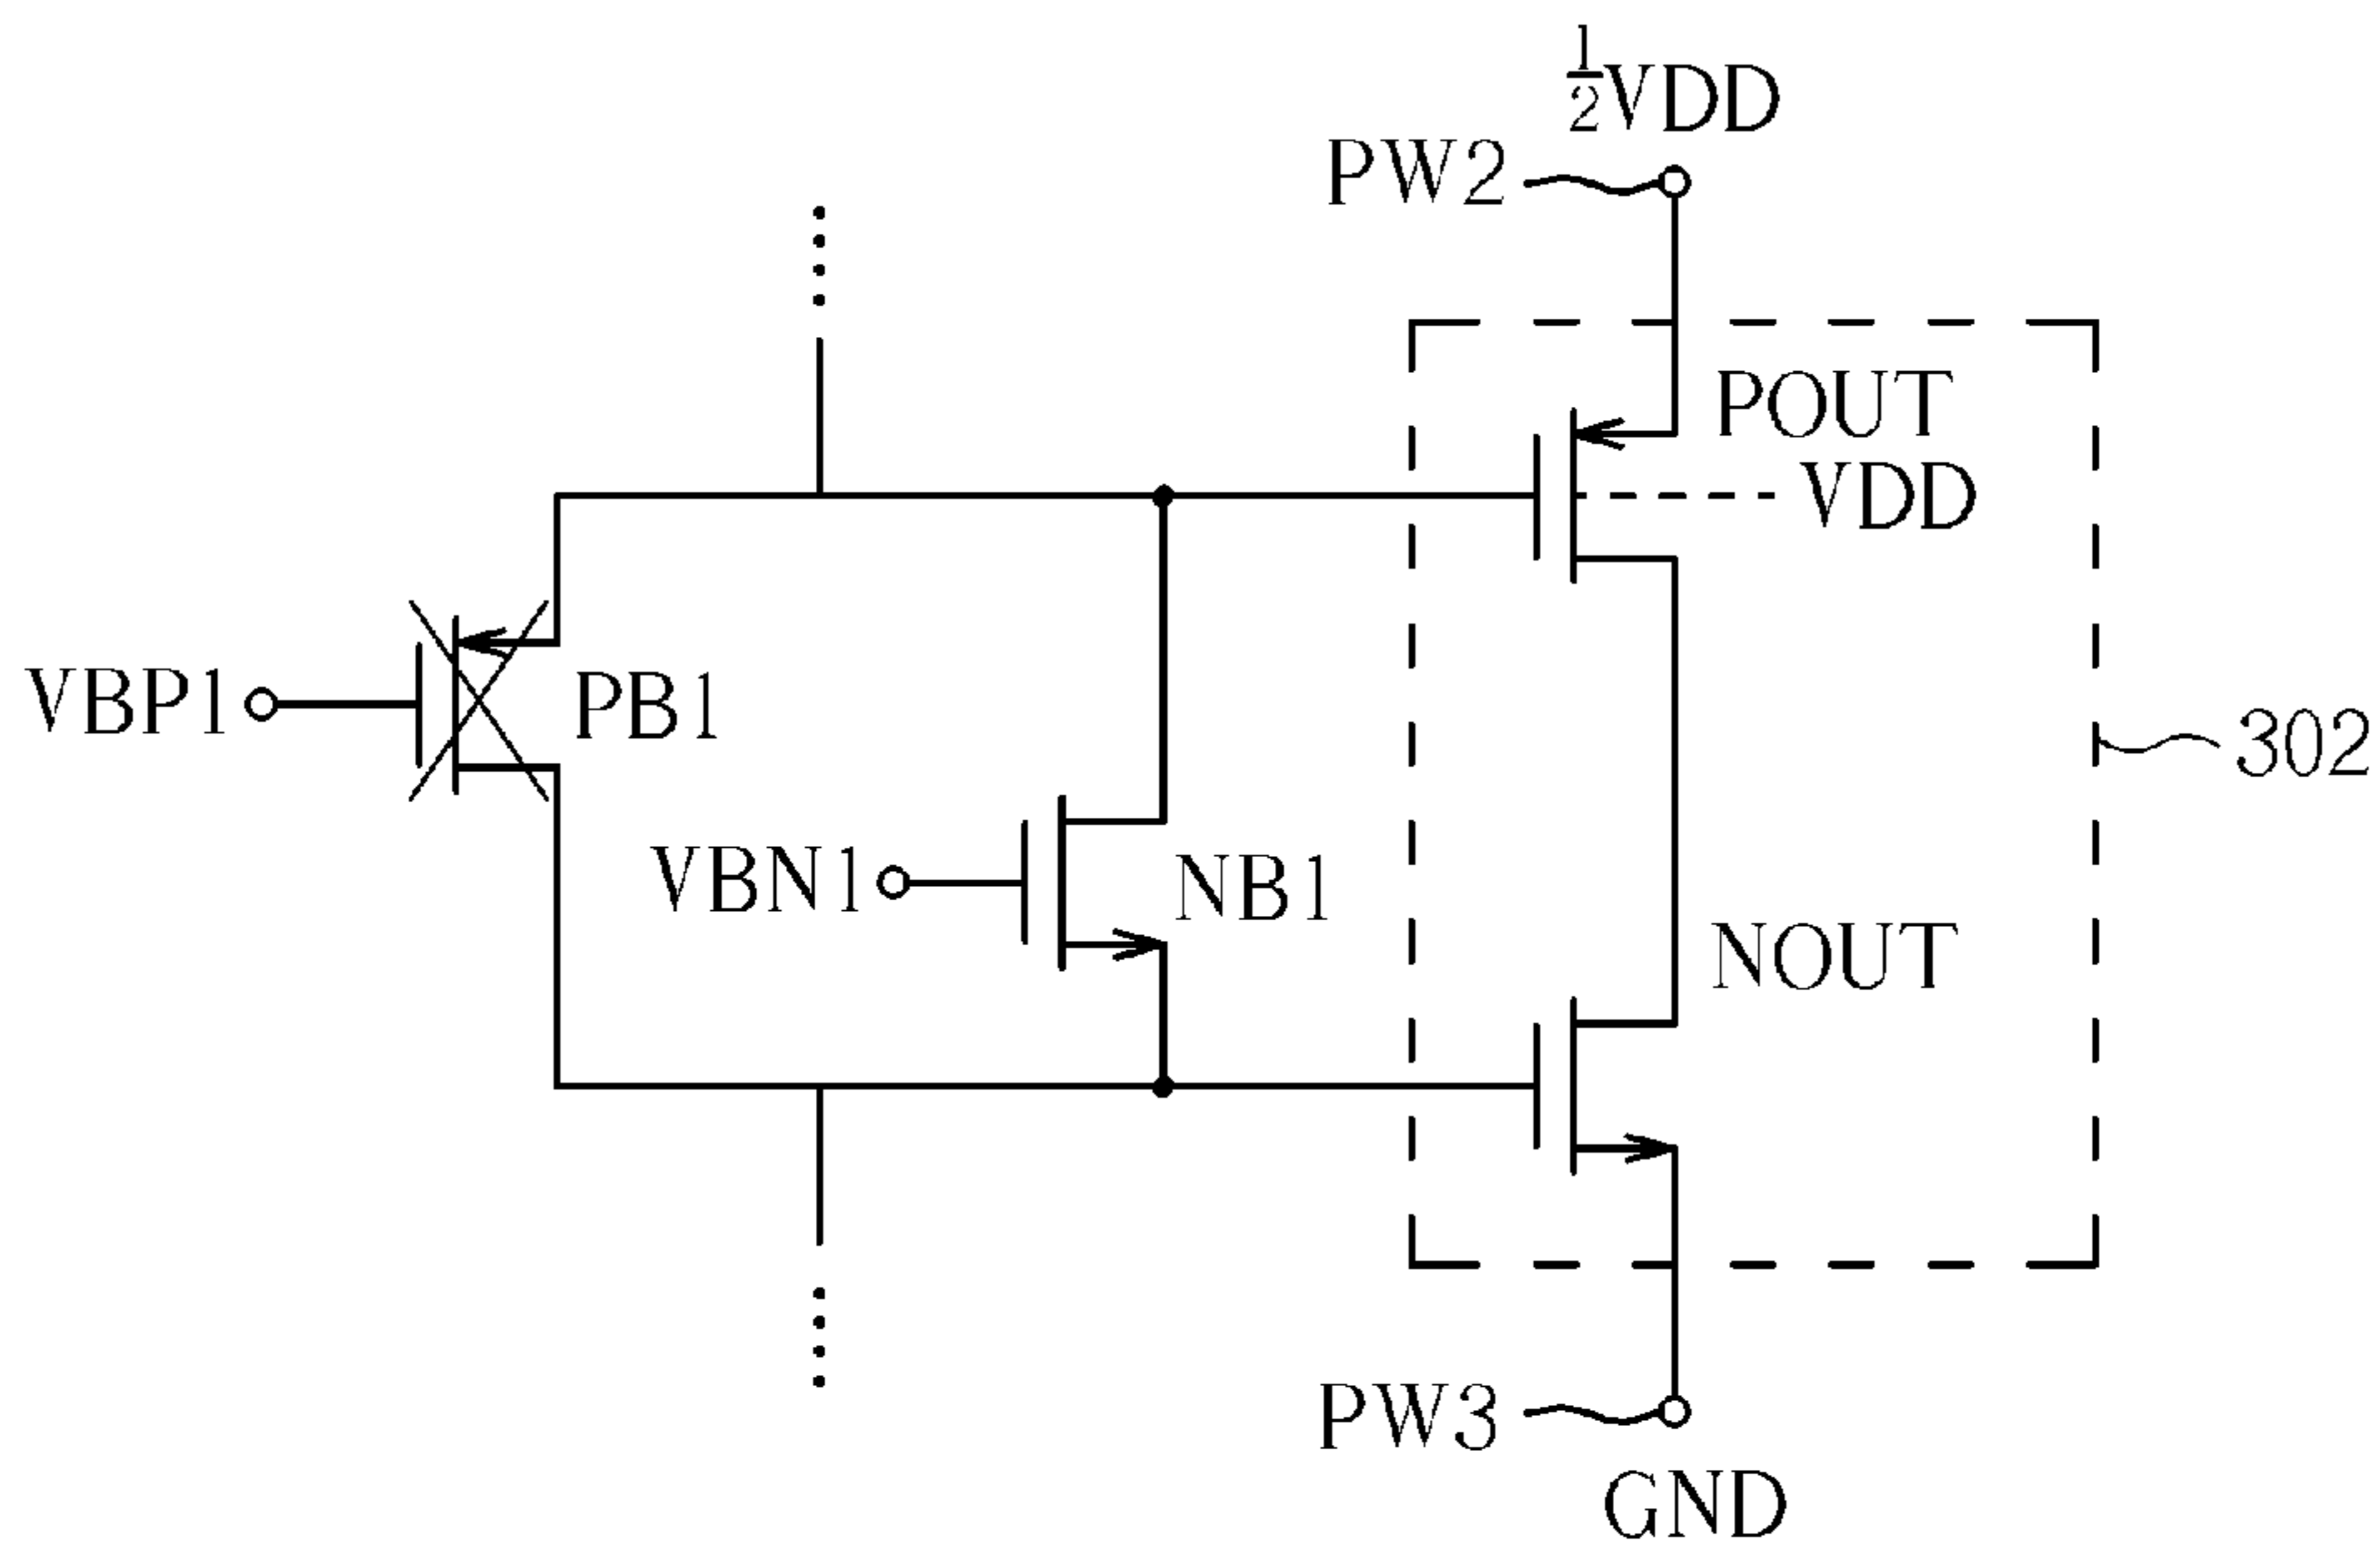 ½VDD
PW2
POUT
VDD
VBP1
PB1
302
VBN1
NB1
NOUT
PW3
GND